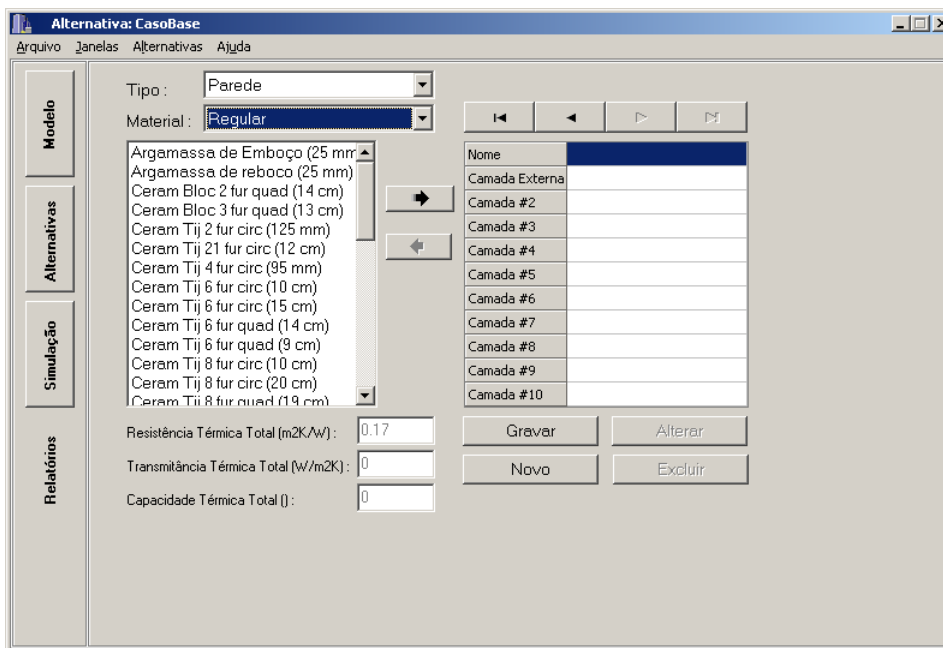 Alternativa: CasoBase
Arquivo Janelas Alternativas Ajuda
Modelo
Alternativas
Simulação
Relatórios
Tipo :
Parede
Material :
Regular
Argamassa de Emboço (25 mm
Argamassa de reboco (25 mm)
Ceram Bloc 2 fur quad (14 cm)
Ceram Bloc 3 fur quad (13 cm)
Ceram Tij 2 fur circ (125 mm)
Ceram Tij 21 fur circ (12 cm)
Ceram Tij 4 fur circ (95 mm)
Ceram Tij 6 fur circ (10 cm)
Ceram Tij 6 fur circ (15 cm)
Ceram Tij 6 fur quad (14 cm)
Ceram Tij 6 fur quad (9 cm)
Ceram Tij 8 fur circ (10 cm)
Ceram Tij 8 fur circ (20 cm)
Ceram Tij 8 fur quad (19 cm)
Nome
Camada Externa
Camada #2
Camada #3
Camada #4
Camada #5
Camada #6
Camada #7
Camada #8
Camada #9
Camada #10
Resistência Térmica Total (m2K/W) :
0.17
Transmitância Térmica Total (W/m2K) :
0
Capacidade Térmica Total () :
0
Gravar
Alterar
Novo
Excluir